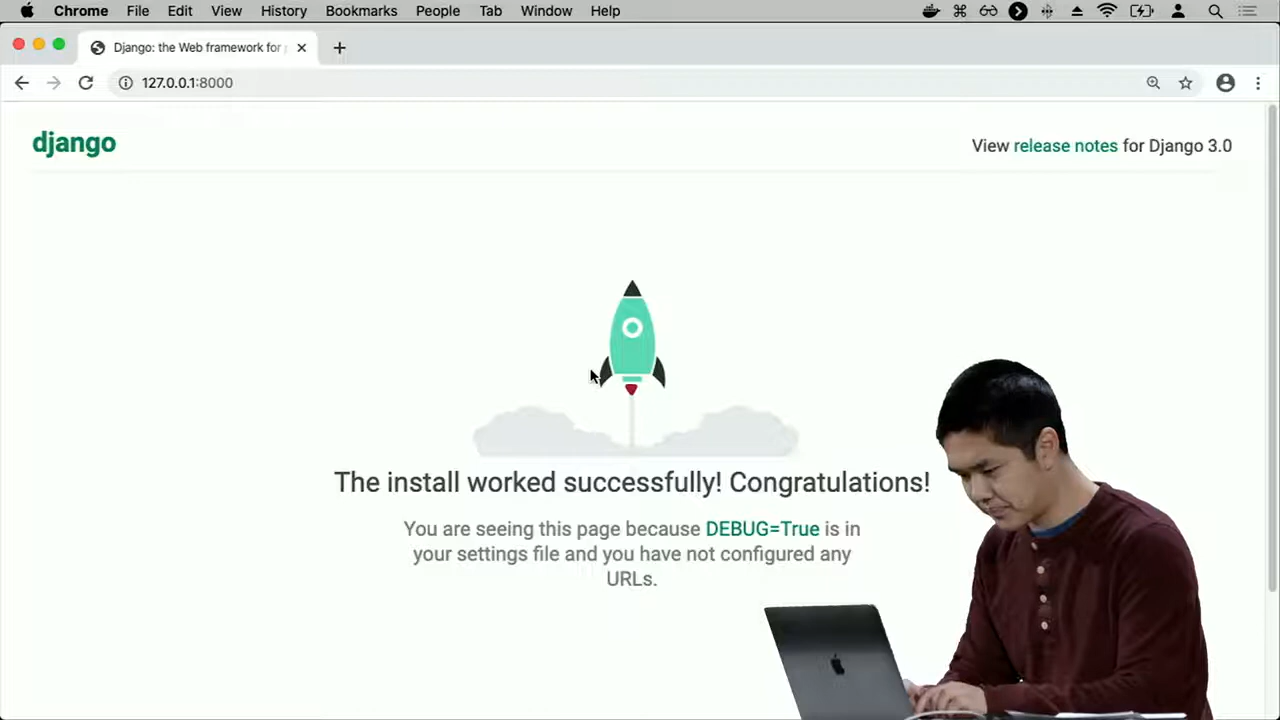 Chrome File Edit View History Bookmarks People Tab Window Help
Django: the Web framework for
127.0.0.1:8000
django
View release notes for Django 3.0
The install worked successfully! Congratulations!
You are seeing this page because DEBUG=True is in
your settings file and you have not configured any
URLs.